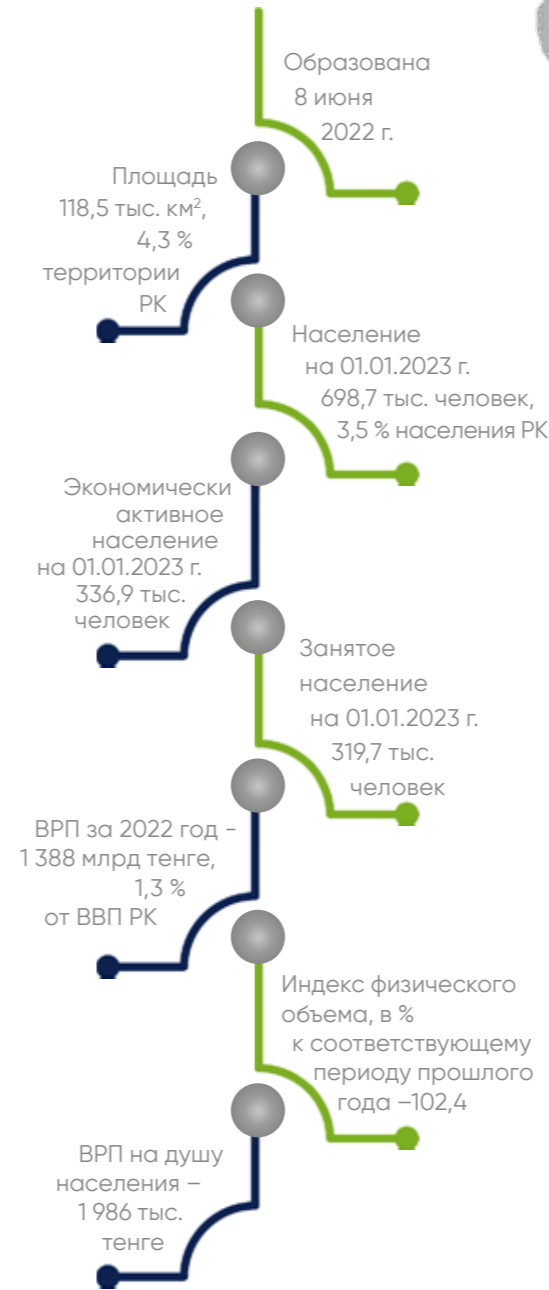 Образована
8 июня
2022 г.
Площадь
118,5 тыс. км²,
4,3 %
территории
РК
Население
на 01.01.2023 г.
698,7 тыс. человек,
3,5 % населения РК
Экономически
активное
население
на 01.01.2023 г.
336,9 тыс.
человек
Занятое
население
на 01.01.2023 г.
319,7 тыс.
человек
ВРП за 2022 год -
1 388 млрд тенге,
1,3 %
от ВВП РК
Индекс физического
объема, в %
к соответствующему
периоду прошлого
года –102,4
ВРП на душу
населения –
1 986 тыс.
тенге